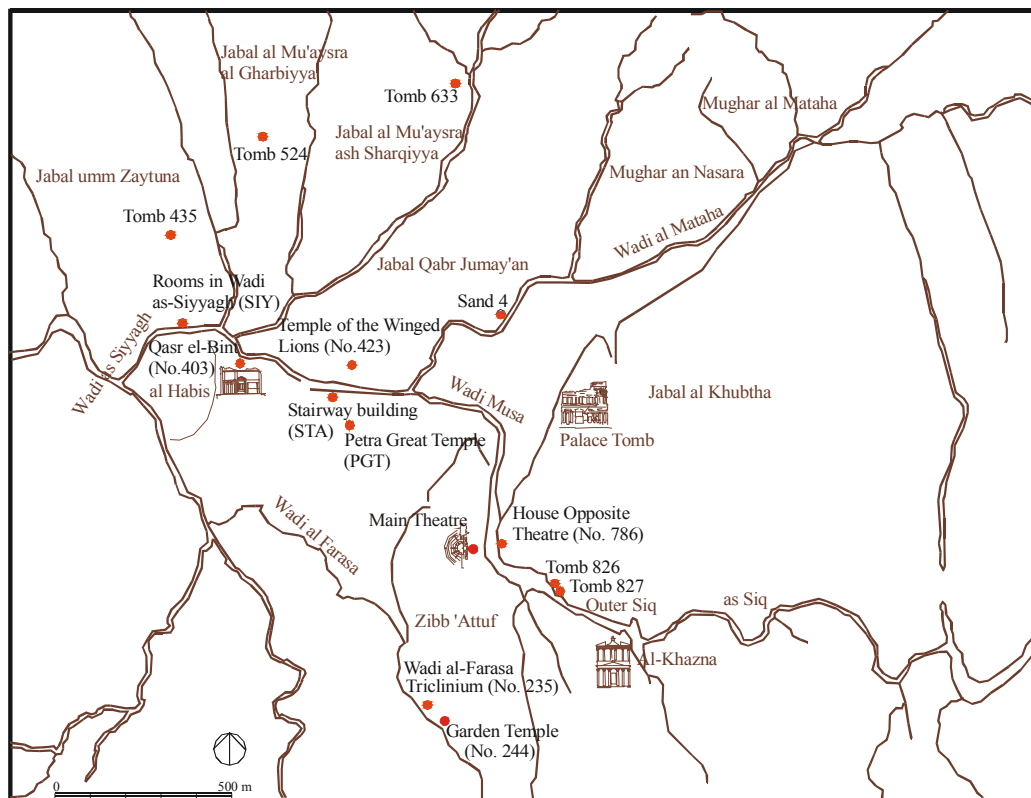 Jabal al Mu'aysra
al Gharbiyya
Tomb 633
Mughar al Mataha
Tomb 524
Jabal al Mu'aysra
ash Sharqiyya
Jabal umm Zaytuna
Mughar an Nasara
Tomb 435
Wadi al Mataha
Jabal Qabr Jumay'an
Rooms in Wadi
as-Siyyagh (SIY)
Sand 4
Temple of the Winged
Lions (No.423)
Wadi as Siyyagh
Qasr el-Bint
(No.403)
al Habis
Wadi Musa
Jabal al Khubtha
Stairway building
(STA)
Petra Great Temple
(PGT)
Palace Tomb
Wadi al Farasa
Main Theatre
House Opposite
Theatre (No. 786)
Tomb 826
Tomb 827
Outer Siq
as Siq
Zibb 'Attuf
Al-Khazna
Wadi al-Farasa
Triclinium (No. 235)
Garden Temple
(No. 244)
0
500 m